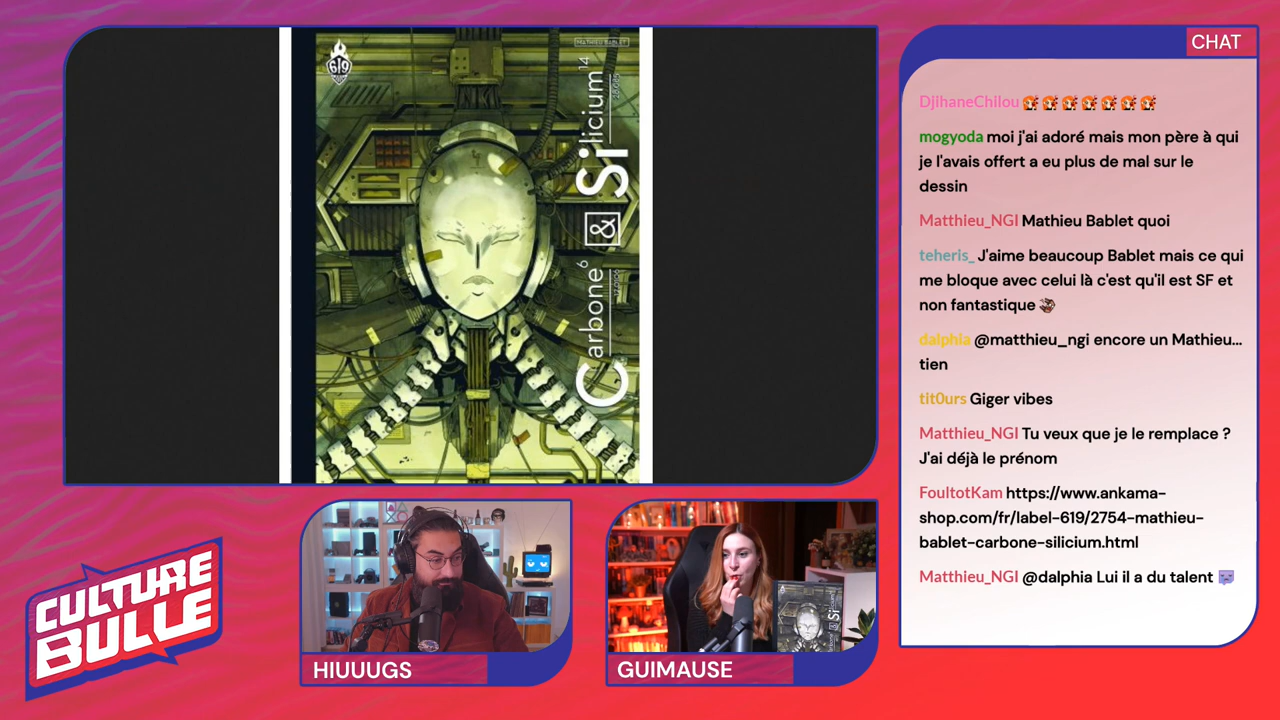 619
MATHIEU BABLET
Carbone 6
&
Silicium 14
CHAT
DjihaneChilou
mogyoda moi j'ai adoré mais mon père à qui
je l'avais offert a eu plus de mal sur le
dessin
Matthieu_NGI Mathieu Bablet quoi
teheris_ J'aime beaucoup Bablet mais ce qui
me bloque avec celui là c'est qu'il est SF et
non fantastique
dalphia @matthieu_ngi encore un Mathieu...
tien
tit0urs Giger vibes
Matthieu_NGI Tu veux que je le remplace ?
J'ai déjà le prénom
FoultotKam https://www.ankama-
shop.com/fr/label-619/2754-mathieu-
bablet-carbone-silicium.html
Matthieu_NGI @dalphia Lui il a du talent
CULTURE
BULLE
HIUUUGS
GUIMAUSE